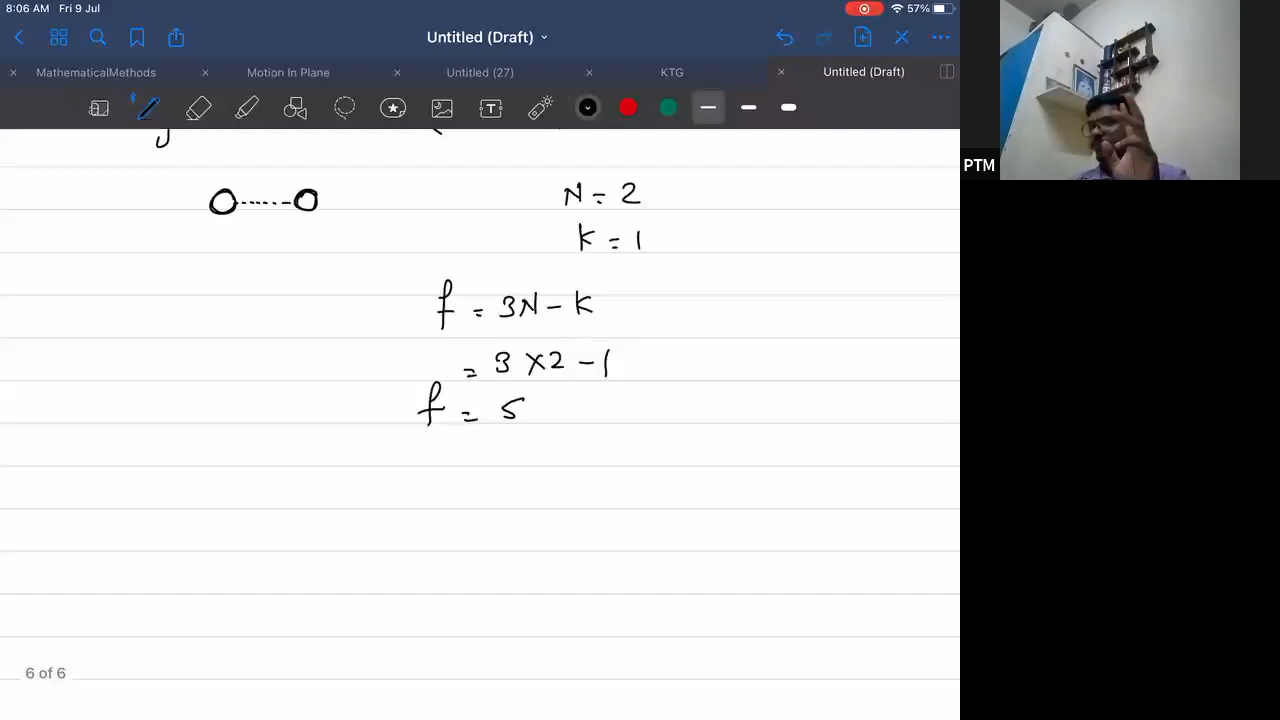 8:06 AM Fri 9 Jul
57%
Untitled (Draft)
MathematicalMethods
Motion In Plane
Untitled (27)
KTG
Untitled (Draft)
T
PTM
N = 2
K = 1
f = 3N - K
= 3 × 2 - 1
f = 5
6 of 6